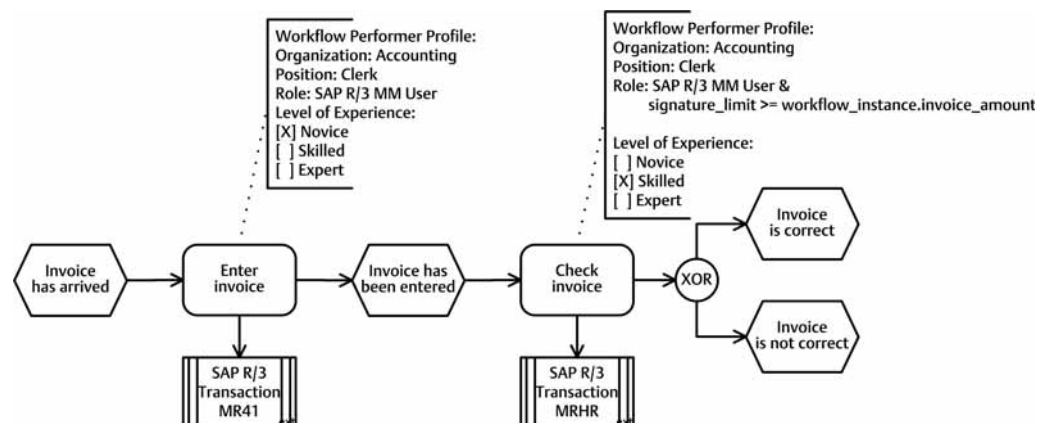 Workflow Performer Profile:
Organization: Accounting
Position: Clerk
Role: SAP R/3 MM User
Level of Experience:
[X] Novice
[ ] Skilled
[ ] Expert
Workflow Performer Profile:
Organization: Accounting
Position: Clerk
Role: SAP R/3 MM User &
signature_limit >= workflow_instance.invoice_amount
Level of Experience:
[ ] Novice
[X] Skilled
[ ] Expert
Invoice
has arrived
Enter
invoice
Invoice has
been entered
Check
invoice
XOR
Invoice
is correct
Invoice
is not correct
SAP R/3
Transaction
MR41
SAP R/3
Transaction
MRHR